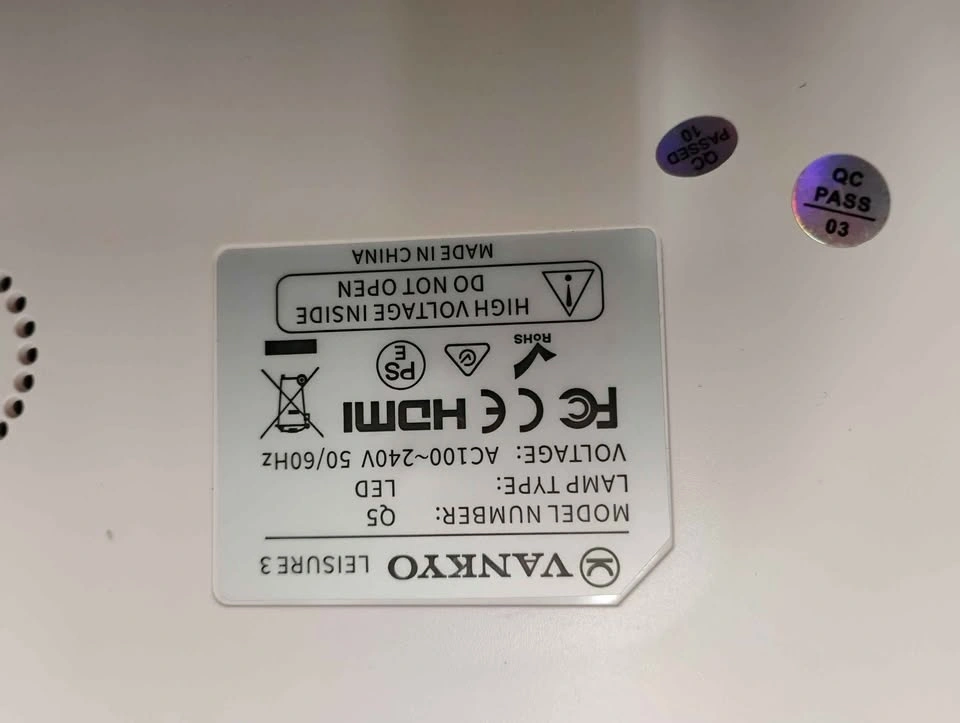 VANKYO LEISURE 3
MODEL NUMBER: Q5
LAMP TYPE: LED
VOLTAGE: AC100~240V 50/60Hz
FC CE HDMI
RoHS
PS
E
HIGH VOLTAGE INSIDE
DO NOT OPEN
MADE IN CHINA
QC
PASSED
10
QC
PASS
03